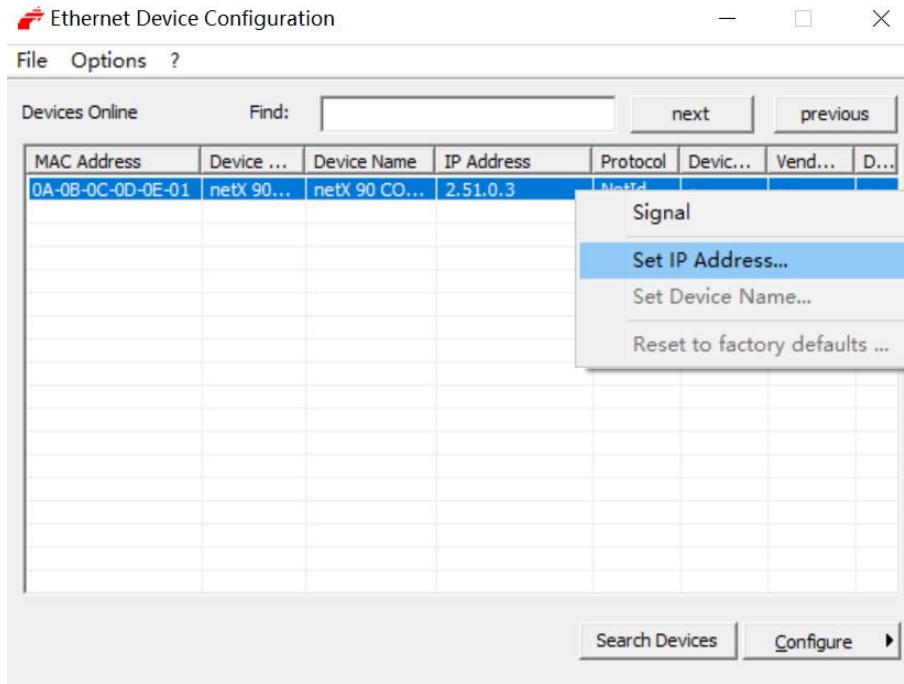 Ethernet Device Configuration
File Options ?
Devices Online Find: next previous
MAC Address Device ... Device Name IP Address Protocol Devic... Vend... D...
0A-0B-0C-0D-0E-01 netX 90... netX 90 CO... 2.51.0.3 NetId
Signal
Set IP Address...
Set Device Name...
Reset to factory defaults ...
Search Devices Configure